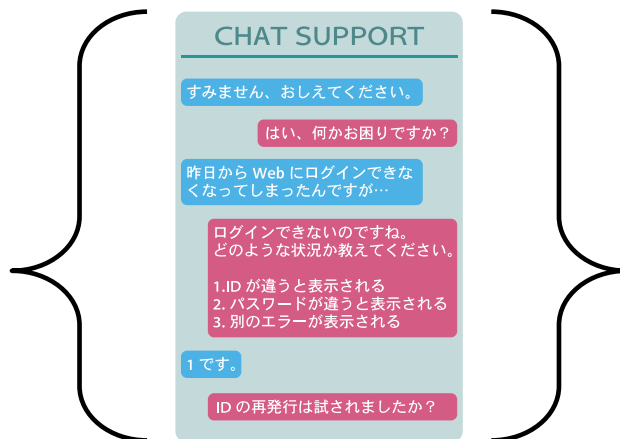 CHAT SUPPORT
すみません、おしえてください。
はい、何かお困りですか？
昨日から Web にログインできな
くなってしまったんですが…
ログインできないのですね。
どのような状況か教えてください。
1.ID が違うと表示される
2. パスワードが違うと表示される
3. 別のエラーが表示される
1 です。
ID の再発行は試されましたか？